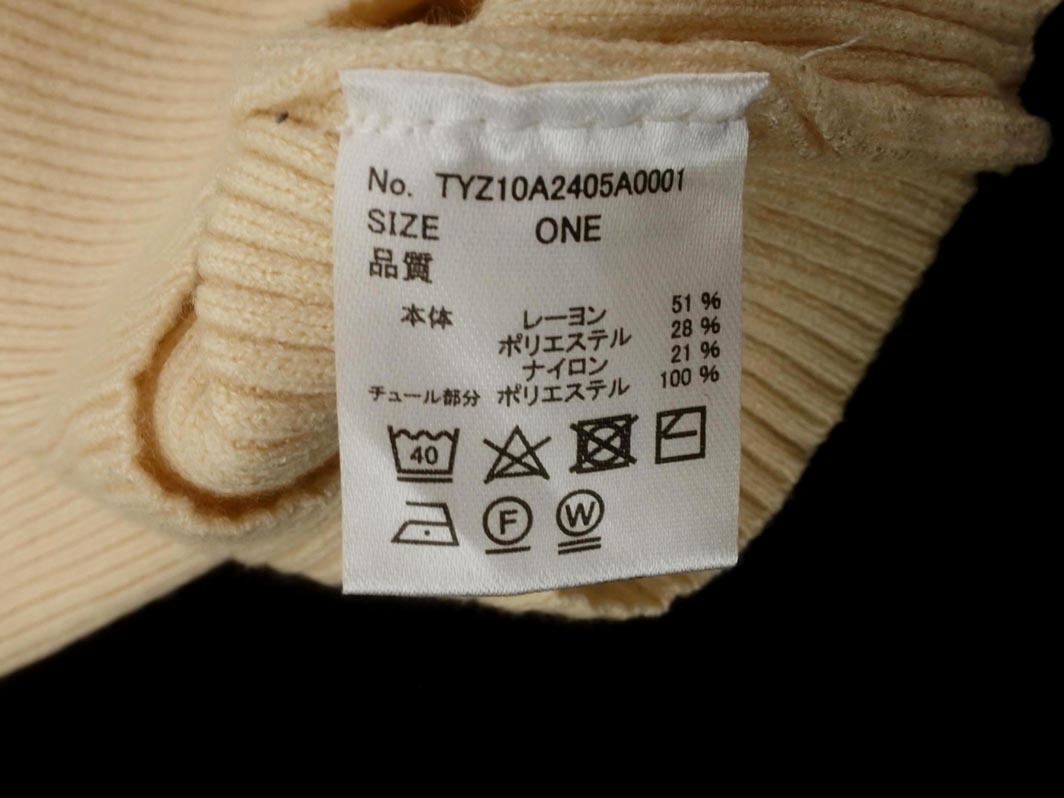 No. TYZ10A2405A0001
SIZE ONE
品質
本体 レーヨン 51 %
ポリエステル 28 %
ナイロン 21 %
チュール部分 ポリエステル 100 %
40
F W